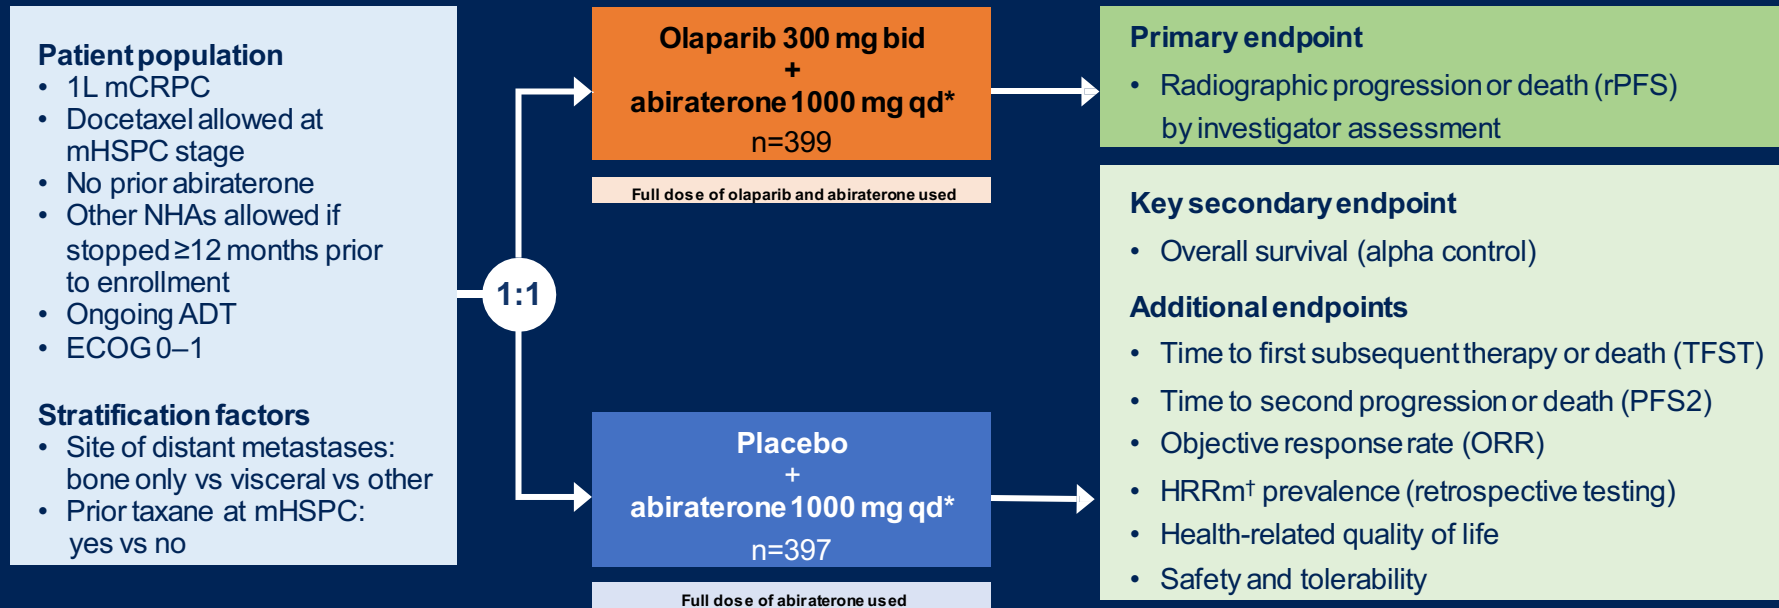 Patient population
• 1L mCRPC
• Docetaxel allowed at
mHSPC stage
• No prior abiraterone
• Other NHAs allowed if
stopped ≥12 months prior
to enrollment
• Ongoing ADT
• ECOG 0–1
Stratification factors
• Site of distant metastases:
bone only vs visceral vs other
• Prior taxane at mHSPC:
yes vs no
1:1
Olaparib 300 mg bid
+
abiraterone 1000 mg qd*
n=399
Full dose of olaparib and abiraterone used
Placebo
+
abiraterone 1000 mg qd*
n=397
Full dose of abiraterone used
Primary endpoint
• Radiographic progression or death (rPFS)
by investigator assessment
Key secondary endpoint
• Overall survival (alpha control)
Additional endpoints
• Time to first subsequent therapy or death (TFST)
• Time to second progression or death (PFS2)
• Objective response rate (ORR)
• HRRm† prevalence (retrospective testing)
• Health-related quality of life
• Safety and tolerability